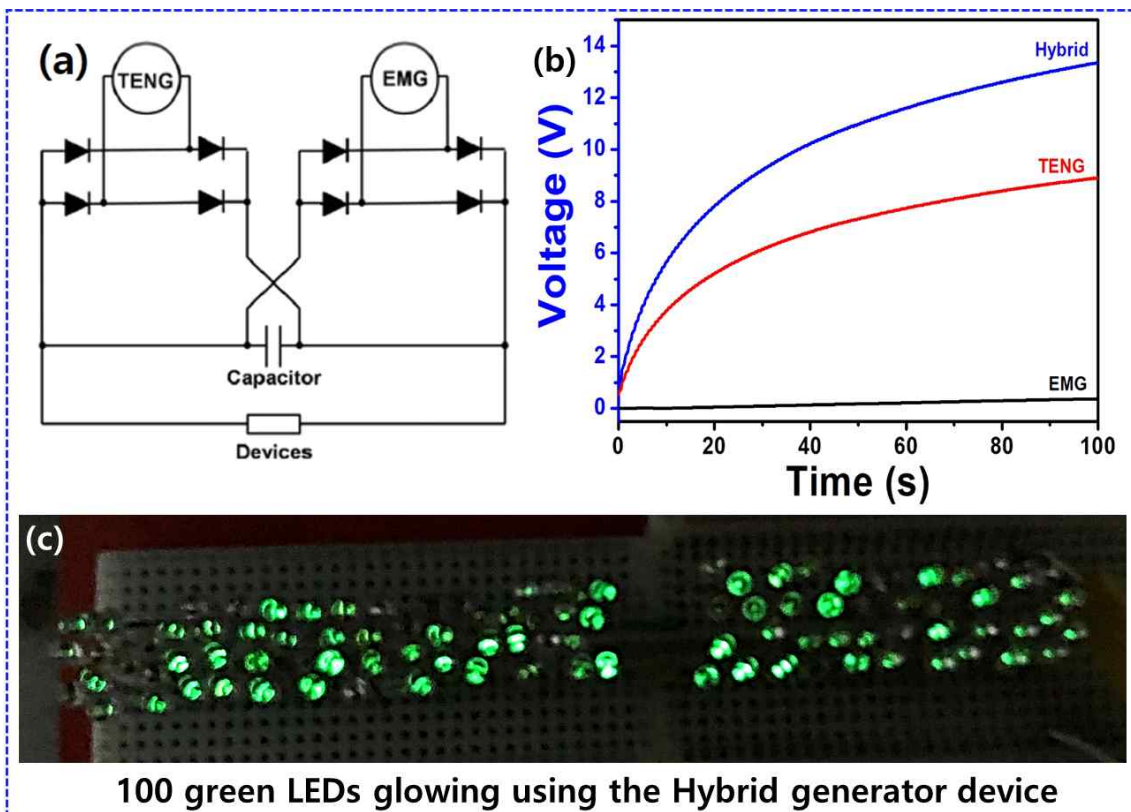 (a)
TENG
EMG
Capacitor
Devices
(b)
Voltage (V)
14
12
10
8
6
4
2
0
Hybrid
TENG
EMG
0
20
40
60
80
100
Time (s)
(c)
100 green LEDs glowing using the Hybrid generator device